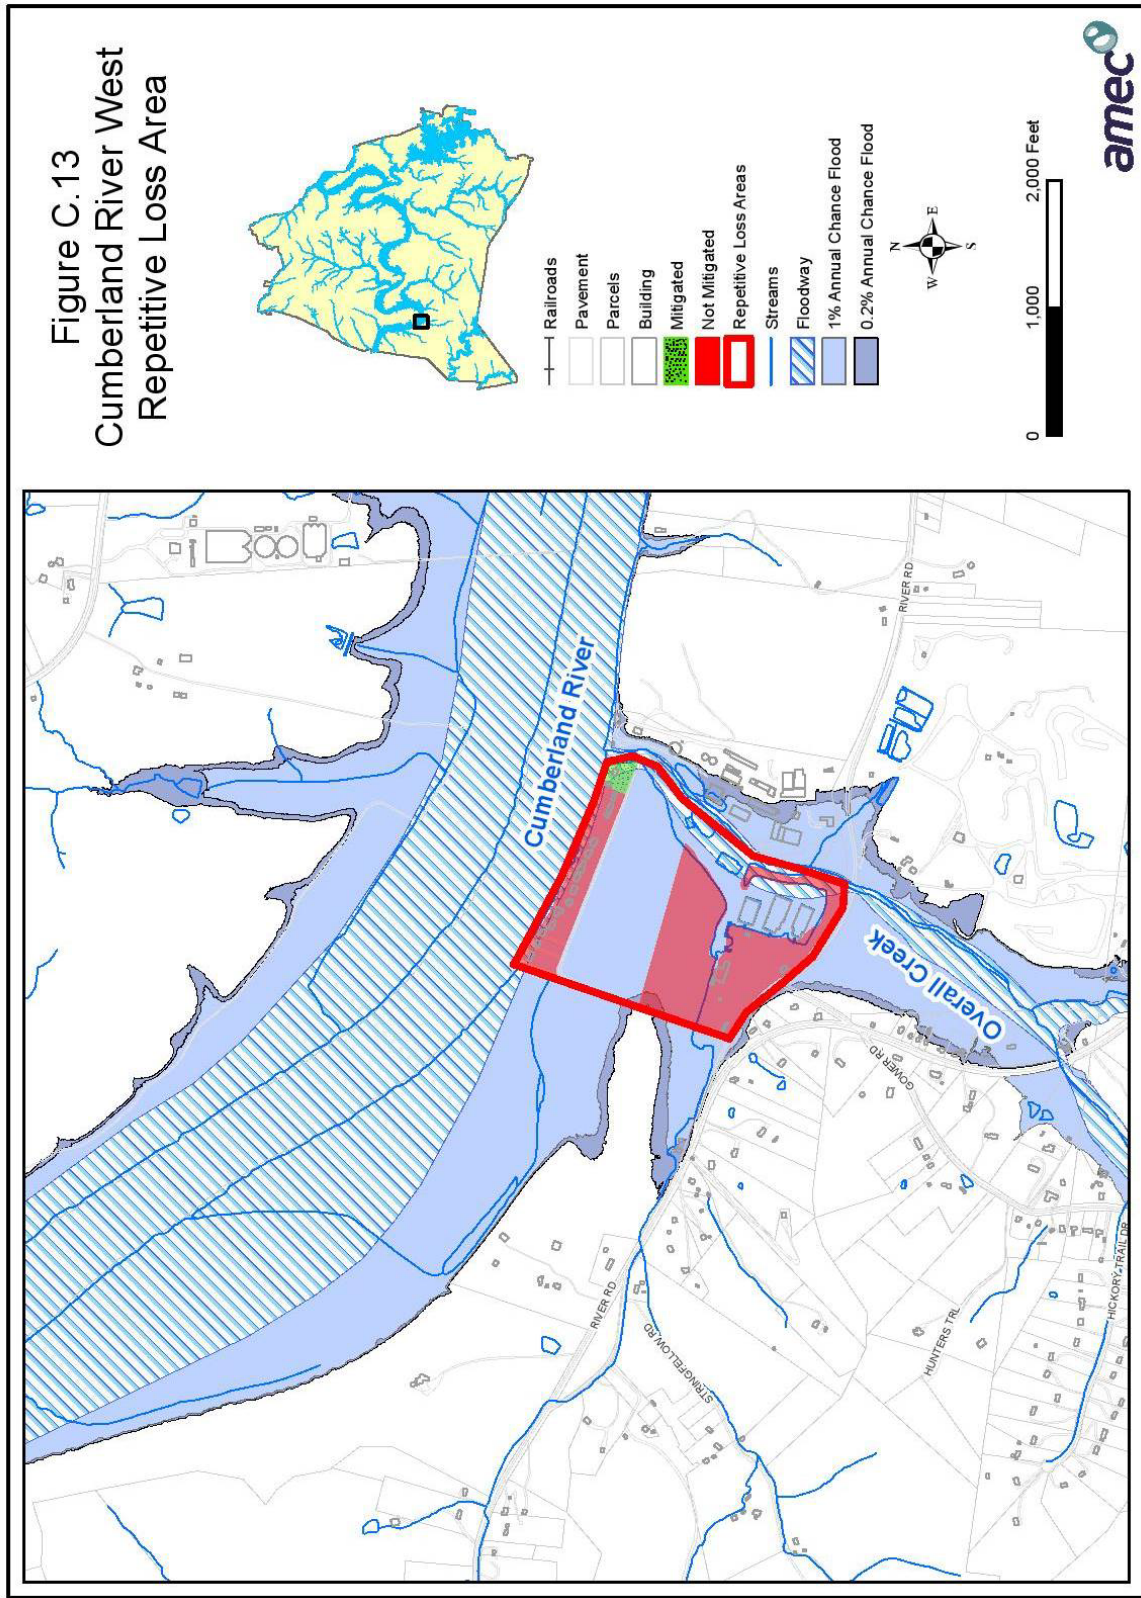 Figure C.13
Cumberland River West
Repetitive Loss Area
Railroads
Pavement
Parcels
Building
Mitigated
Not Mitigated
Repetitive Loss Areas
Streams
Floodway
1% Annual Chance Flood
0.2% Annual Chance Flood
N
W
E
S
0
1,000
2,000 Feet
amec
Cumberland River
Overall Creek
RIVER RD
RIVER RD
GOWER RD
STRINGFELLOW RD
HUNTERS TRL
HICKORY TRAIL DR